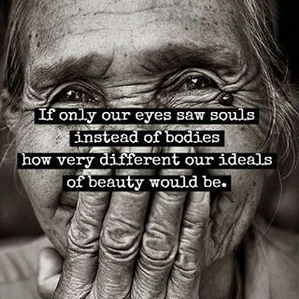 If only our eyes saw souls
instead of bodies
how very different our ideals
of beauty would be.